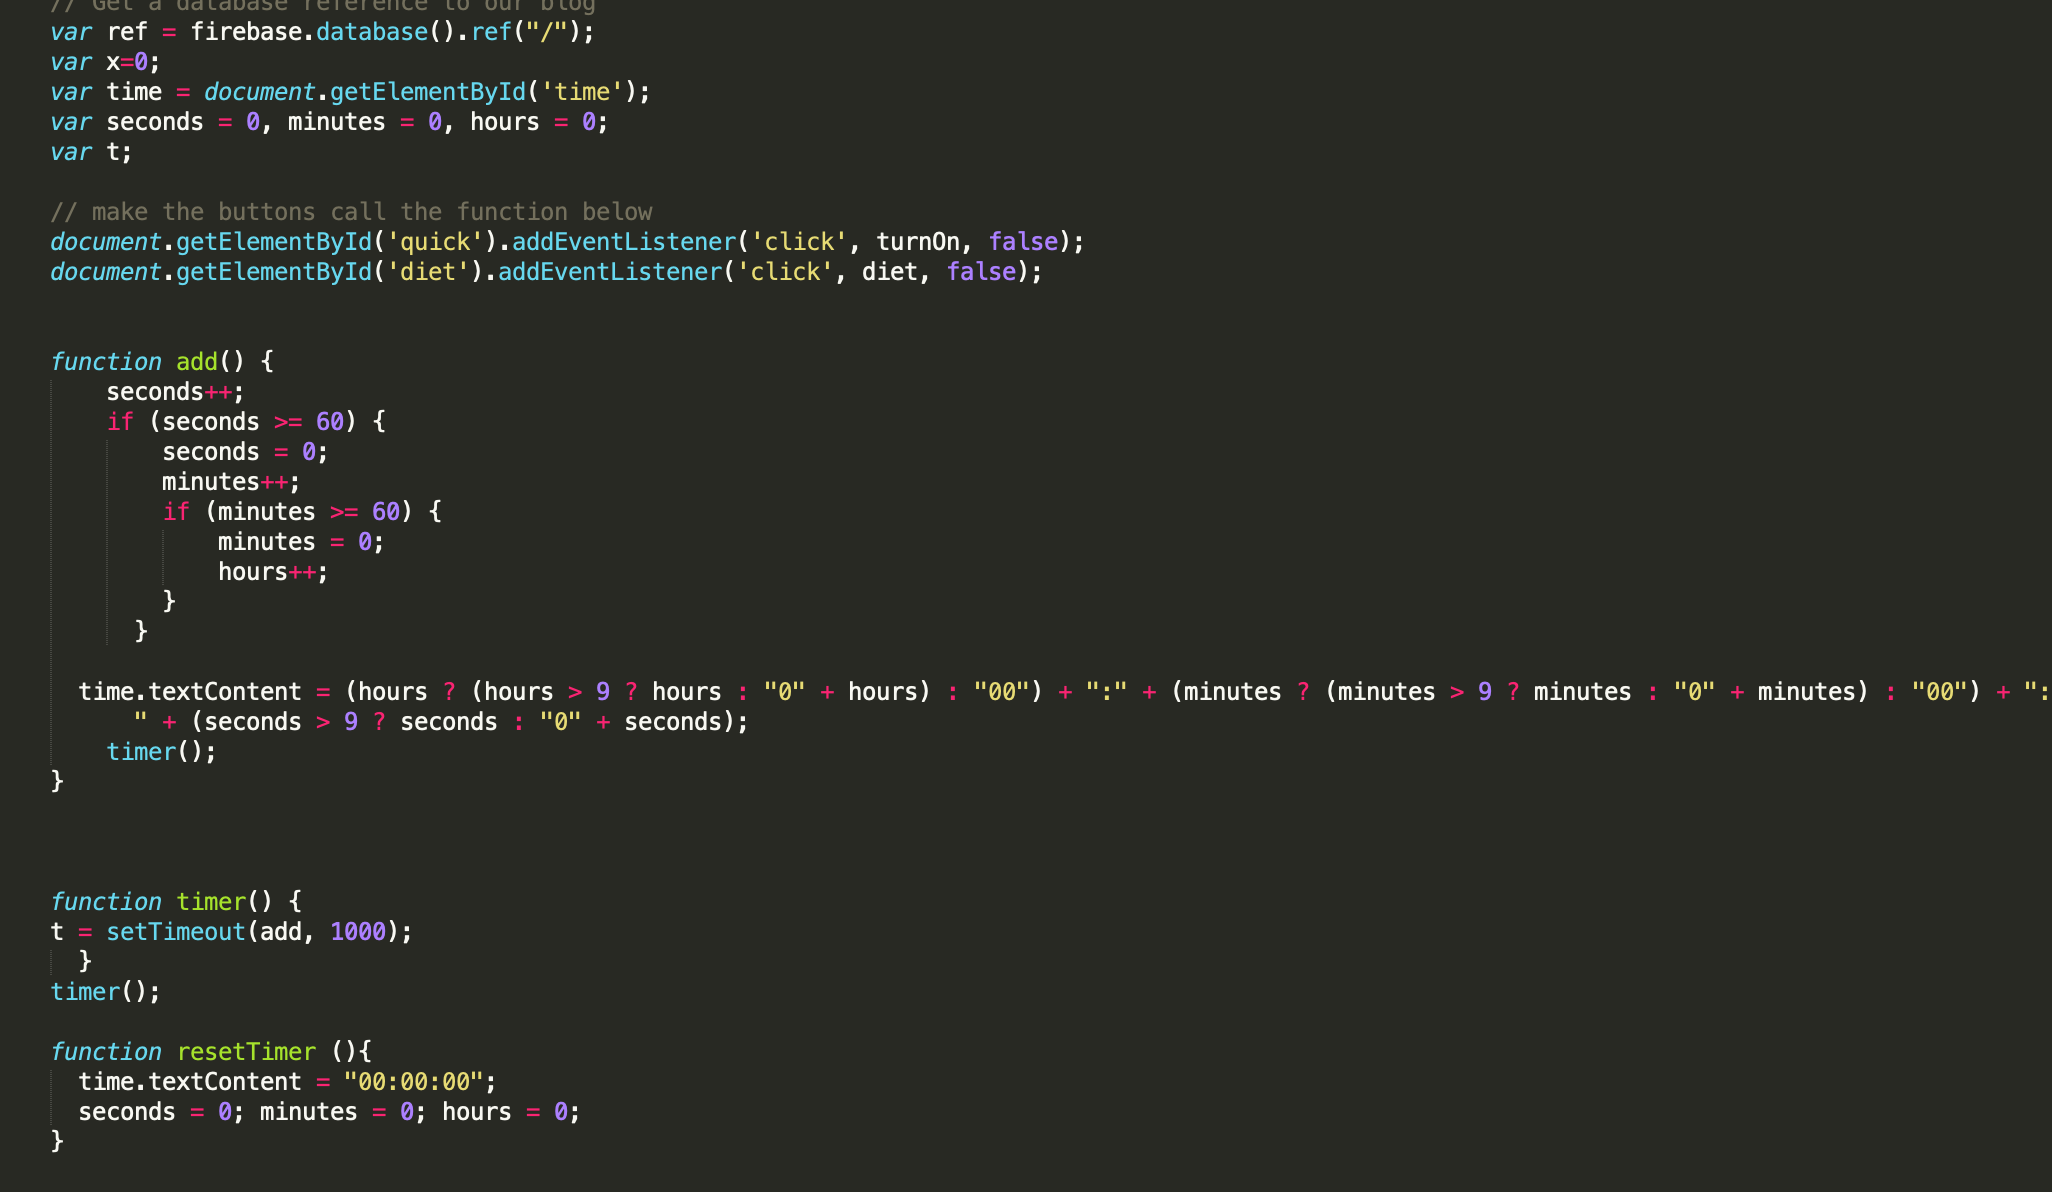 // Get a database reference to our blog
var ref = firebase.database().ref("/");
var x=0;
var time = document.getElementById('time');
var seconds = 0, minutes = 0, hours = 0;
var t;
// make the buttons call the function below
document.getElementById('quick').addEventListener('click', turnOn, false);
document.getElementById('diet').addEventListener('click', diet, false);
function add() {
    seconds++;
    if (seconds >= 60) {
        seconds = 0;
        minutes++;
        if (minutes >= 60) {
            minutes = 0;
            hours++;
        }
      }
  time.textContent = (hours ? (hours > 9 ? hours : "0" + hours) : "00") + ":" + (minutes ? (minutes > 9 ? minutes : "0" + minutes) : "00") + ":
      " + (seconds > 9 ? seconds : "0" + seconds);
    timer();
}
function timer() {
t = setTimeout(add, 1000);
  }
timer();
function resetTimer (){
  time.textContent = "00:00:00";
  seconds = 0; minutes = 0; hours = 0;
}